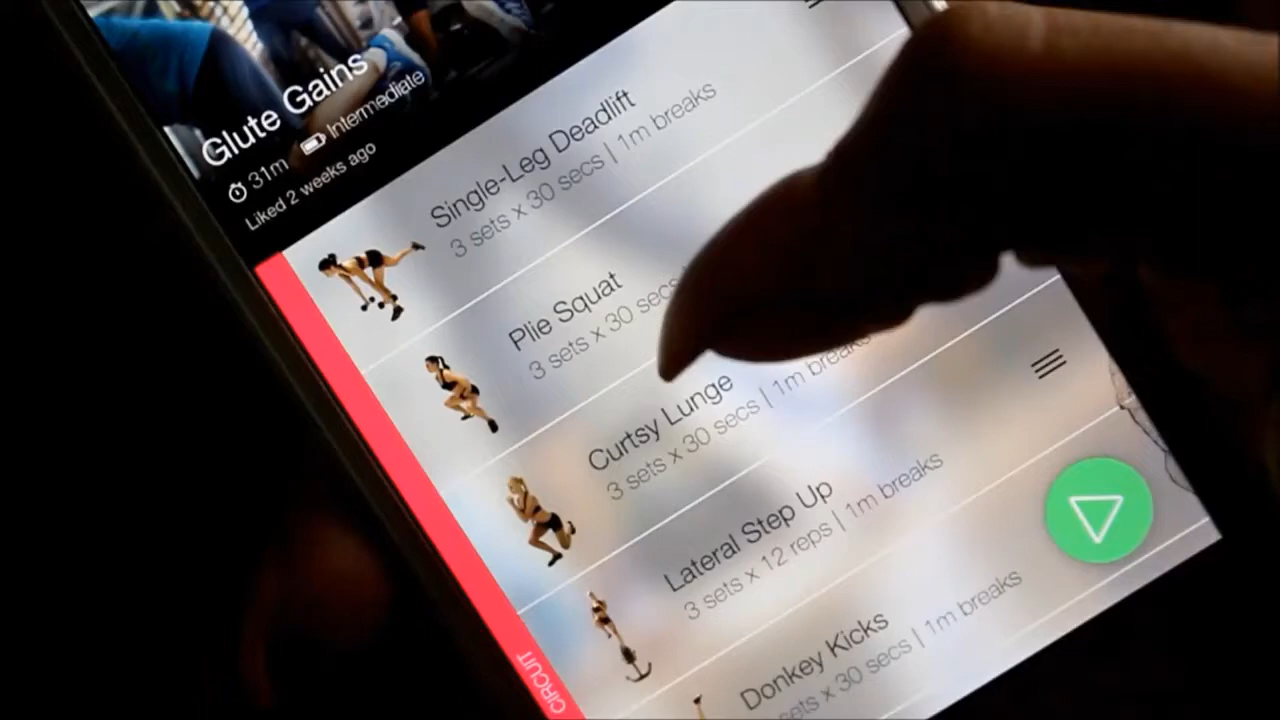 Glute Gains
31m Intermediate
Liked 2 weeks ago
Single-Leg Deadlift
3 sets x 30 secs | 1m breaks
Plie Squat
3 sets x 30 secs
Curtsy Lunge
3 sets x 30 secs | 1m breaks
Lateral Step Up
3 sets x 12 reps | 1m breaks
Donkey Kicks
sets x 30 secs | 1m breaks
CIRCUIT